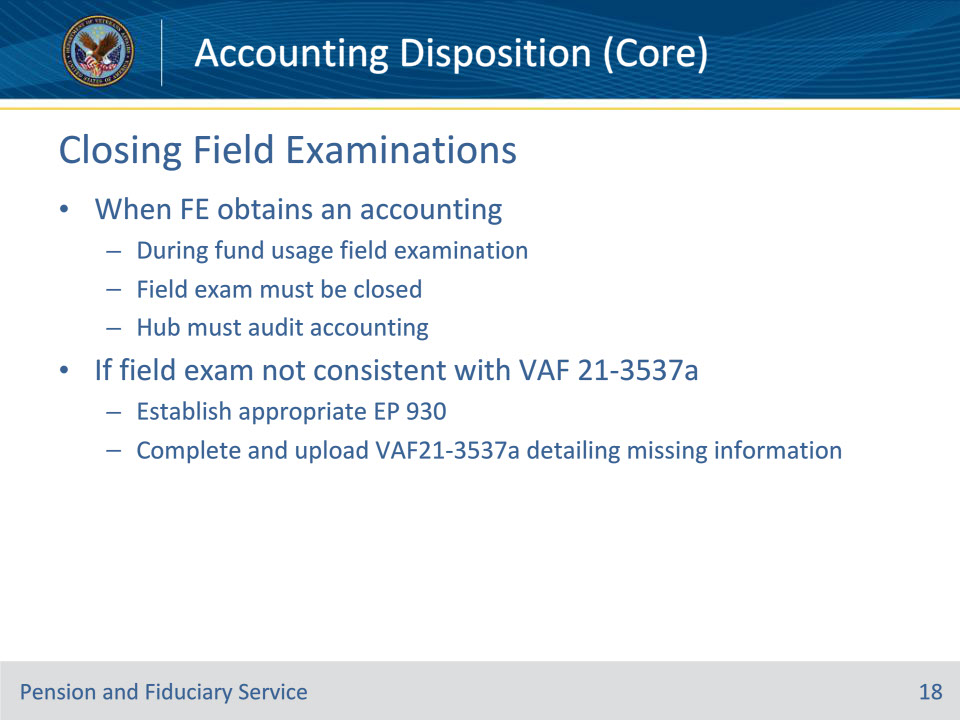 Accounting Disposition (Core)
Closing Field Examinations
• When FE obtains an accounting
– During fund usage field examination
– Field exam must be closed
– Hub must audit accounting
• If field exam not consistent with VAF 21-3537a
– Establish appropriate EP 930
– Complete and upload VAF21-3537a detailing missing information
Pension and Fiduciary Service
18